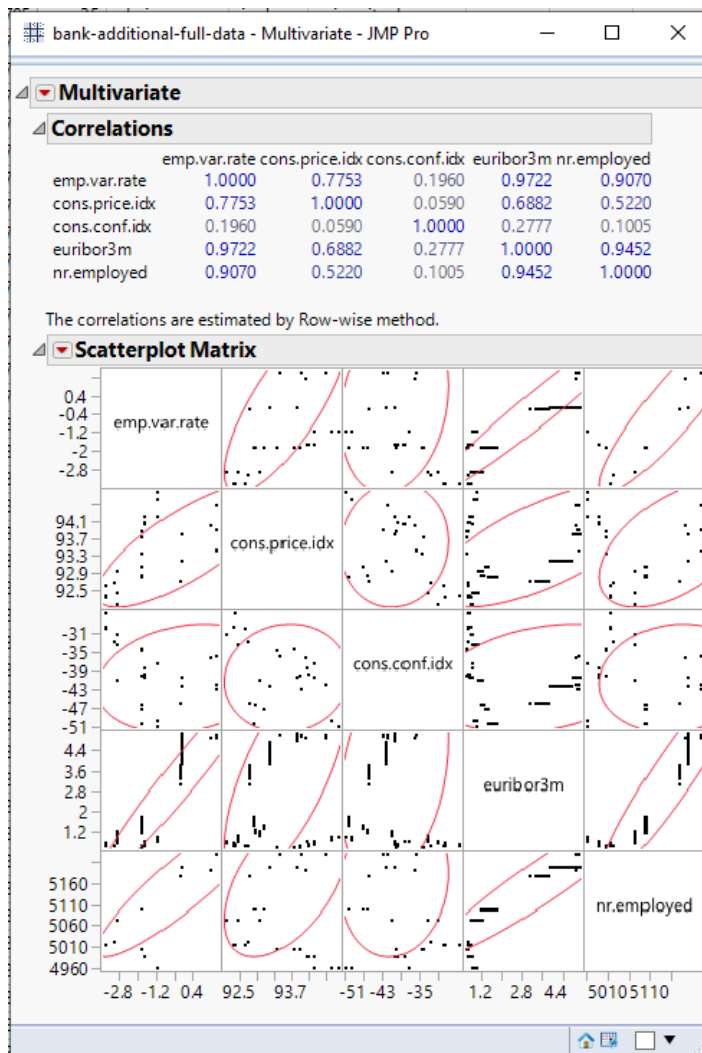 bank-additional-full-data - Multivariate - JMP Pro
Multivariate
Correlations
emp.var.rate cons.price.idx cons.conf.idx euribor3m nr.employed
emp.var.rate 1.0000 0.7753 0.1960 0.9722 0.9070
cons.price.idx 0.7753 1.0000 0.0590 0.6882 0.5220
cons.conf.idx 0.1960 0.0590 1.0000 0.2777 0.1005
euribor3m 0.9722 0.6882 0.2777 1.0000 0.9452
nr.employed 0.9070 0.5220 0.1005 0.9452 1.0000
The correlations are estimated by Row-wise method.
Scatterplot Matrix
0.4
-0.4
-1.2
-2
-2.8
emp.var.rate
94.1
93.7
93.3
92.9
92.5
cons.price.idx
-31
-35
-39
-43
-47
-51
cons.conf.idx
4.4
3.6
2.8
2
1.2
euribor3m
5160
5110
5060
5010
4960
nr.employed
-2.8 -1.2 0.4 92.5 93.7 -51 -43 -35 1.2 2.8 4.4 5010 5110